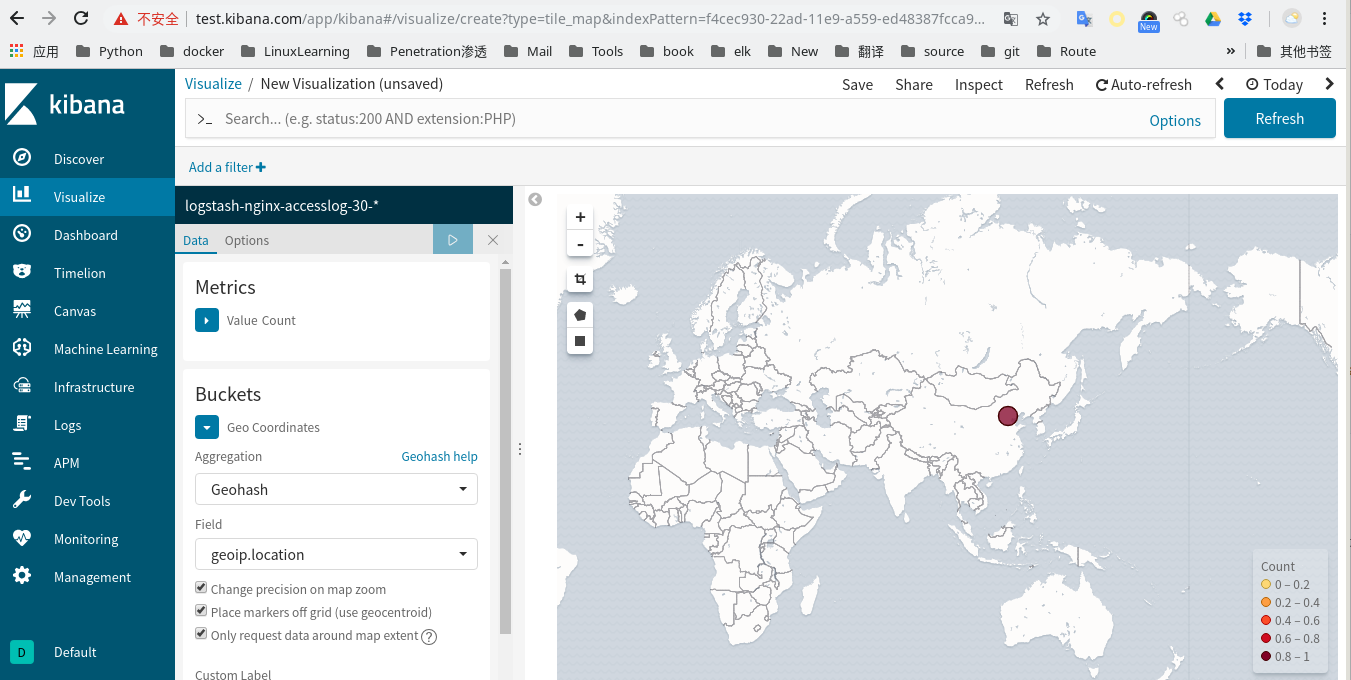 不安全 test.kibana.com/app/kibana#/visualize/create?type=tile_map&indexPattern=f4cec930-22ad-11e9-a559-ed48387fcca9...
New
应用 Python docker LinuxLearning Penetration渗透 Mail Tools book elk New 翻译 source git Route » 其他书签
kibana
Discover
Visualize
Dashboard
Timelion
Canvas
Machine Learning
Infrastructure
Logs
APM
Dev Tools
Monitoring
Management
D Default
Visualize / New Visualization (unsaved)
Save Share Inspect Refresh Auto-refresh Today
>_ Search... (e.g. status:200 AND extension:PHP) Options Refresh
Add a filter +
logstash-nginx-accesslog-30-*
Data Options
Metrics
Value Count
Buckets
Geo Coordinates
Aggregation Geohash help
Geohash
Field
geoip.location
Change precision on map zoom
Place markers off grid (use geocentroid)
Only request data around map extent ?
Custom Label
+
-
Count
0 – 0.2
0.2 – 0.4
0.4 – 0.6
0.6 – 0.8
0.8 – 1